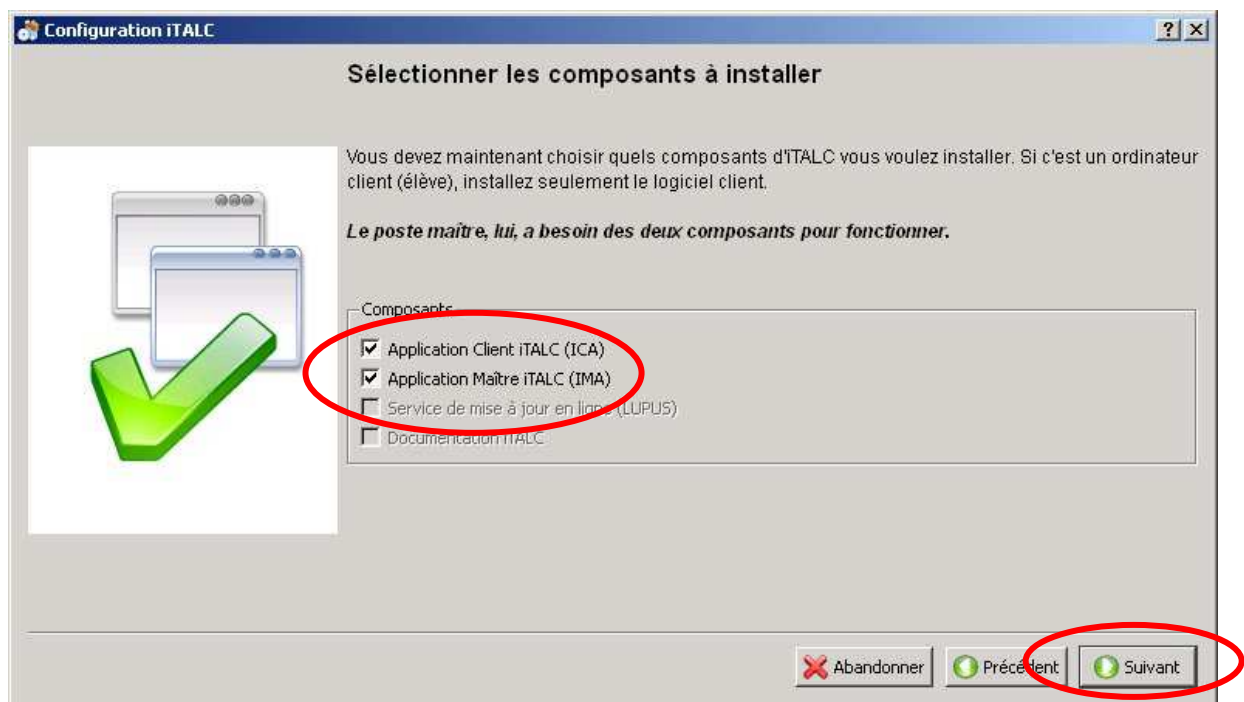 Configuration iTALC
Sélectionner les composants à installer
Vous devez maintenant choisir quels composants d'iTALC vous voulez installer. Si c'est un ordinateur
client (élève), installez seulement le logiciel client.
Le poste maître, lui, a besoin des deux composants pour fonctionner.
Composants
Application Client iTALC (ICA)
Application Maître iTALC (IMA)
Service de mise à jour en ligne (LUPUS)
Documentation iTALC
Abandonner
Précédent
Suivant